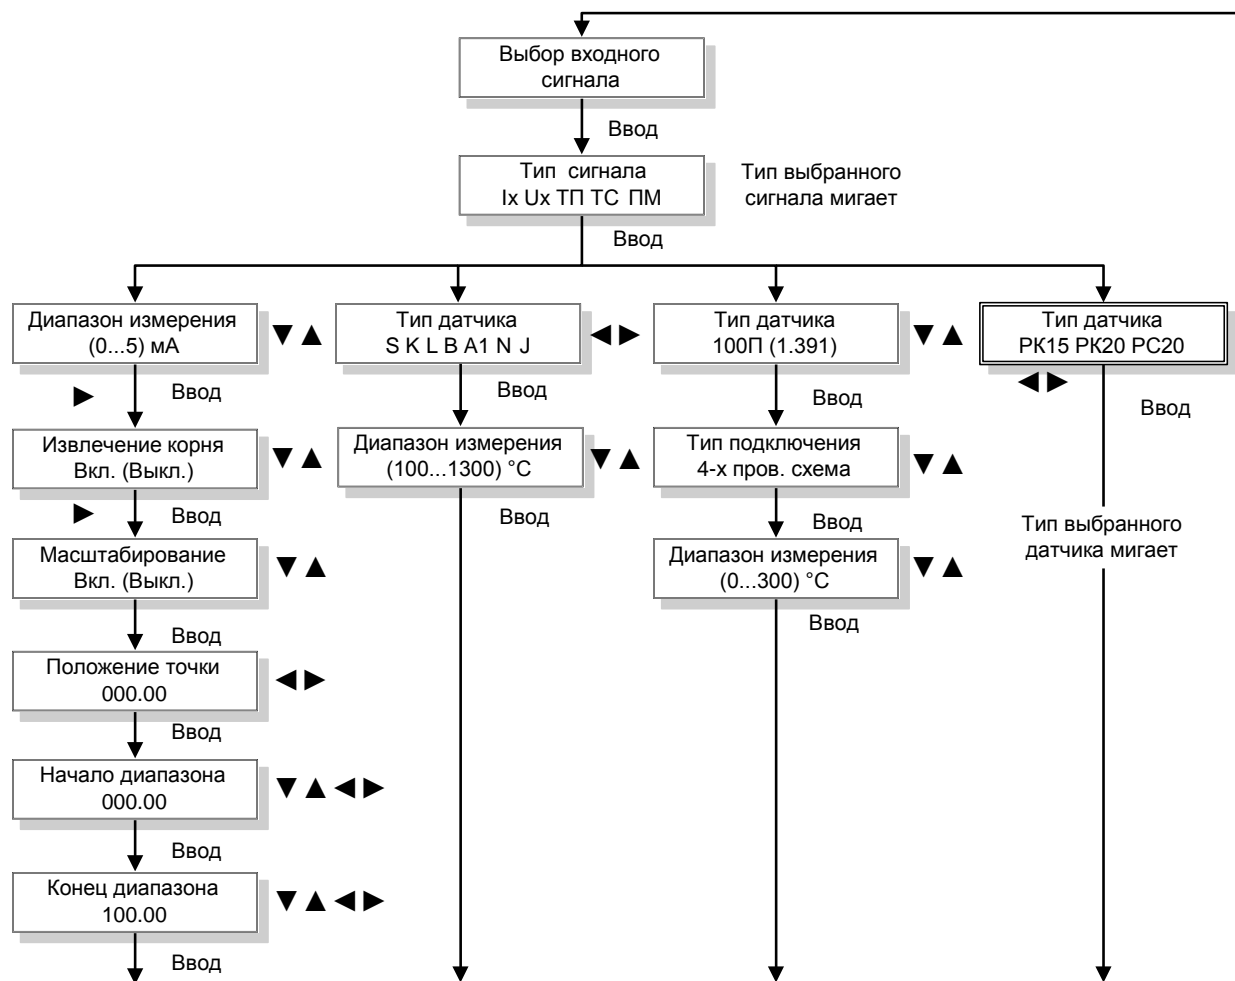 Выбор входного
сигнала
Ввод
Тип сигнала
Ix Ux ТП ТС ПМ
Тип выбранного
сигнала мигает
Ввод
Диапазон измерения
(0...5) мА
Ввод
Извлечение корня
Вкл. (Выкл.)
Ввод
Масштабирование
Вкл. (Выкл.)
Ввод
Положение точки
000.00
Ввод
Начало диапазона
000.00
Ввод
Конец диапазона
100.00
Ввод
Тип датчика
S K L B A1 N J
Ввод
Диапазон измерения
(100...1300) °C
Ввод
Тип датчика
100П (1.391)
Ввод
Тип подключения
4-х пров. схема
Ввод
Диапазон измерения
(0...300) °C
Ввод
Тип датчика
РК15 РК20 РС20
Ввод
Тип выбранного
датчика мигает